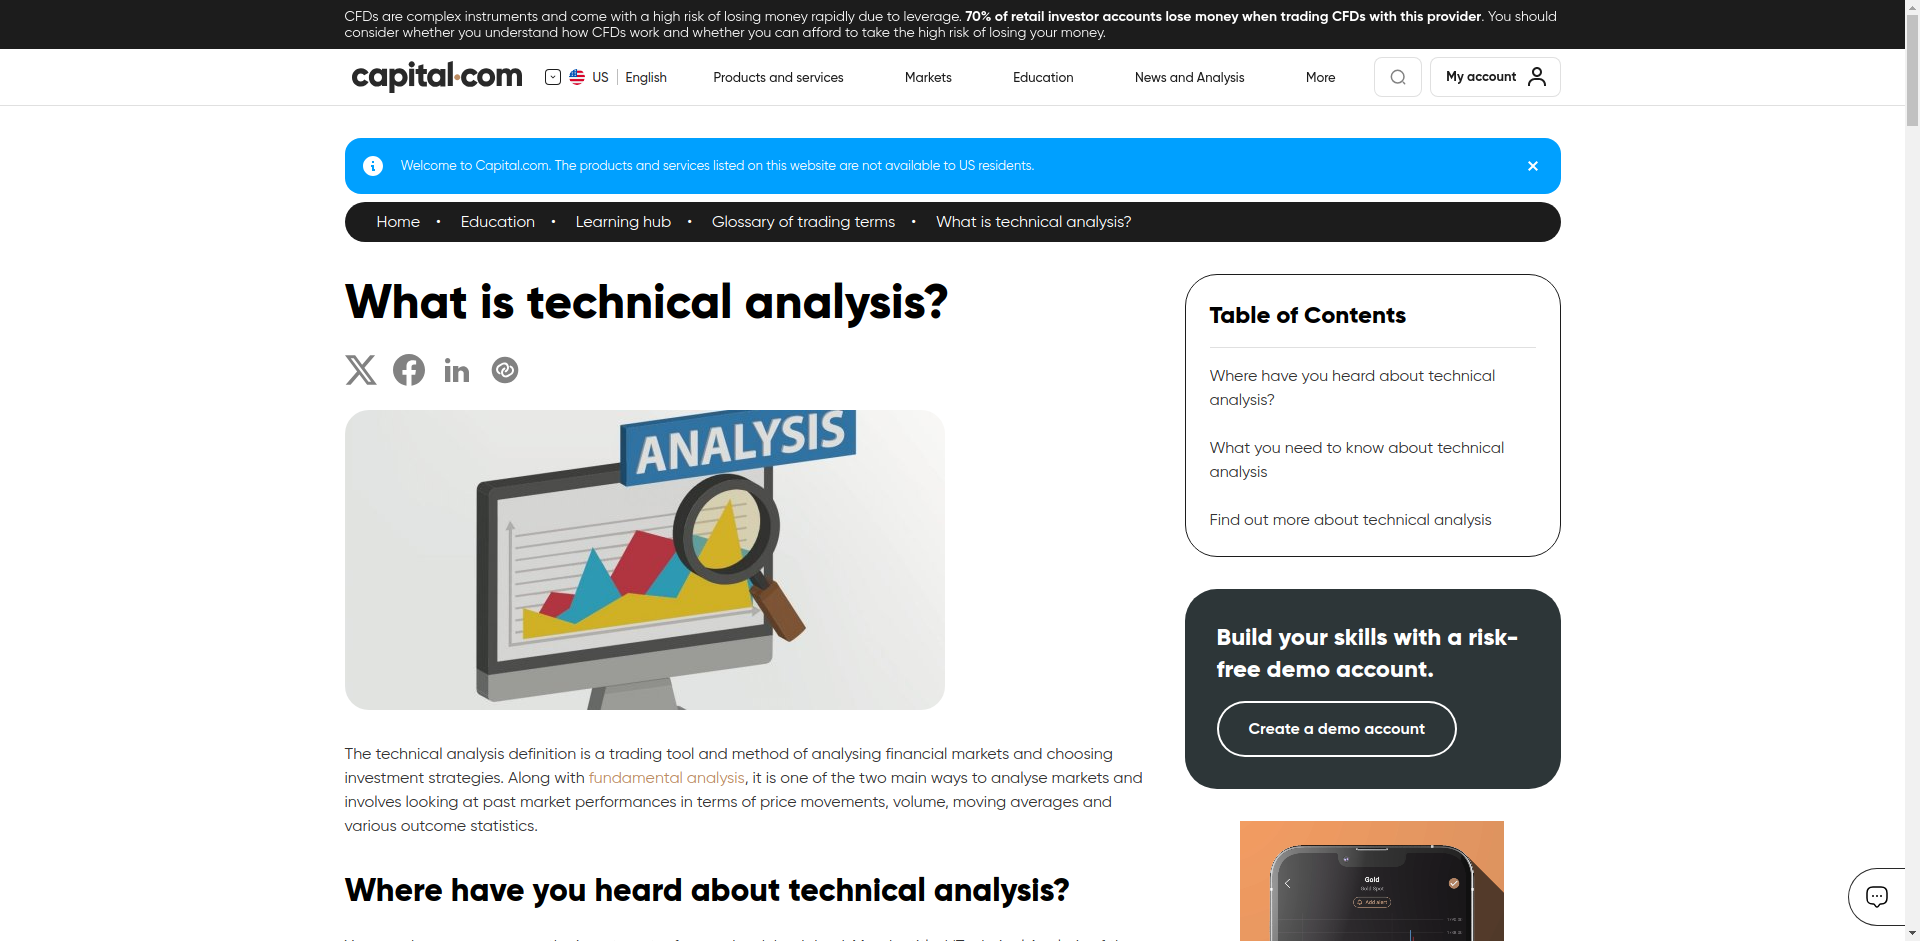 CFDs are complex instruments and come with a high risk of losing money rapidly due to leverage. 70% of retail investor accounts lose money when trading CFDs with this provider. You should
consider whether you understand how CFDs work and whether you can afford to take the high risk of losing your money.
capital.com
US English
Products and services
Markets
Education
News and Analysis
More
My account
Welcome to Capital.com. The products and services listed on this website are not available to US residents.
Home • Education • Learning hub • Glossary of trading terms • What is technical analysis?
What is technical analysis?
ANALYSIS
The technical analysis definition is a trading tool and method of analysing financial markets and choosing
investment strategies. Along with fundamental analysis, it is one of the two main ways to analyse markets and
involves looking at past market performances in terms of price movements, volume, moving averages and
various outcome statistics.
Where have you heard about technical analysis?
Table of Contents
Where have you heard about technical
analysis?
What you need to know about technical
analysis
Find out more about technical analysis
Build your skills with a risk-
free demo account.
Create a demo account
Gold
Gold Spot
Add alert